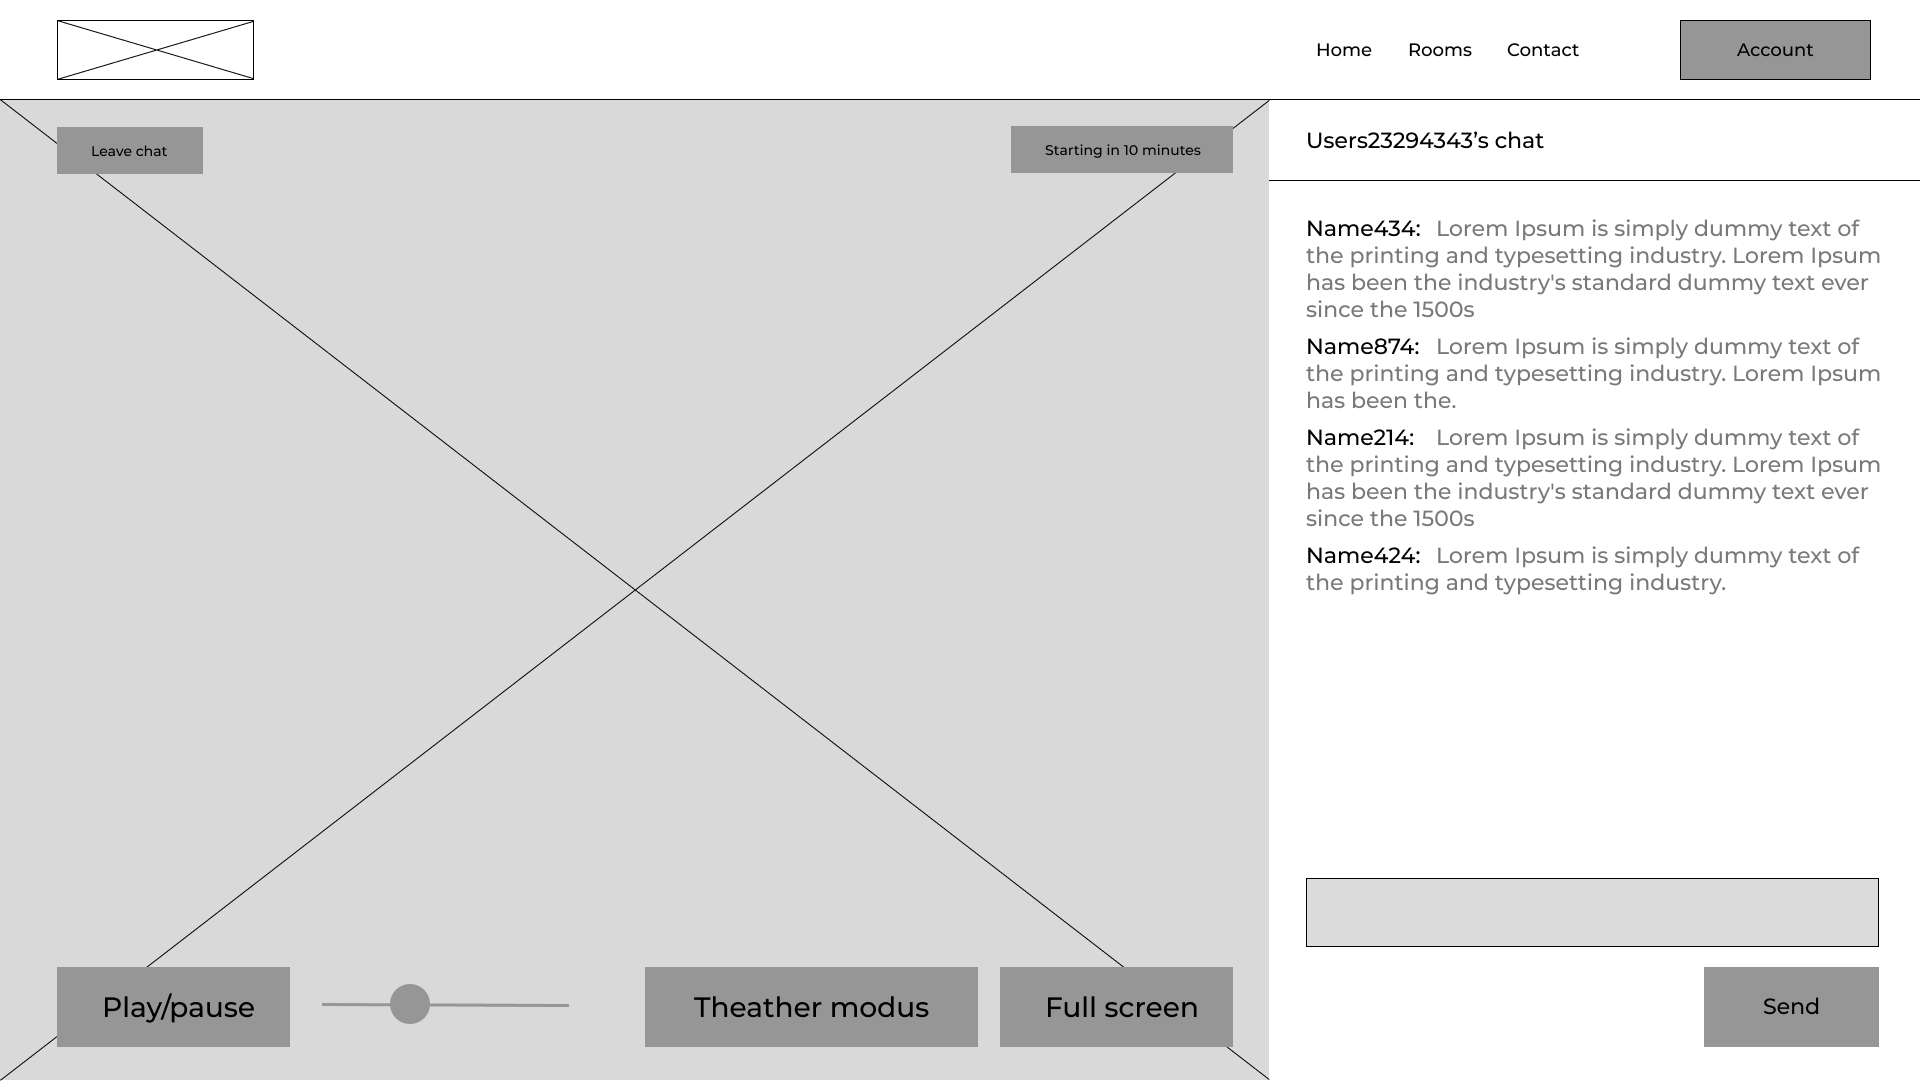 Home Rooms Contact Account
Leave chat
Starting in 10 minutes
Users23294343’s chat
Name434: Lorem Ipsum is simply dummy text of
the printing and typesetting industry. Lorem Ipsum
has been the industry's standard dummy text ever
since the 1500s
Name874: Lorem Ipsum is simply dummy text of
the printing and typesetting industry. Lorem Ipsum
has been the.
Name214: Lorem Ipsum is simply dummy text of
the printing and typesetting industry. Lorem Ipsum
has been the industry's standard dummy text ever
since the 1500s
Name424: Lorem Ipsum is simply dummy text of
the printing and typesetting industry.
Play/pause
Theather modus
Full screen
Send